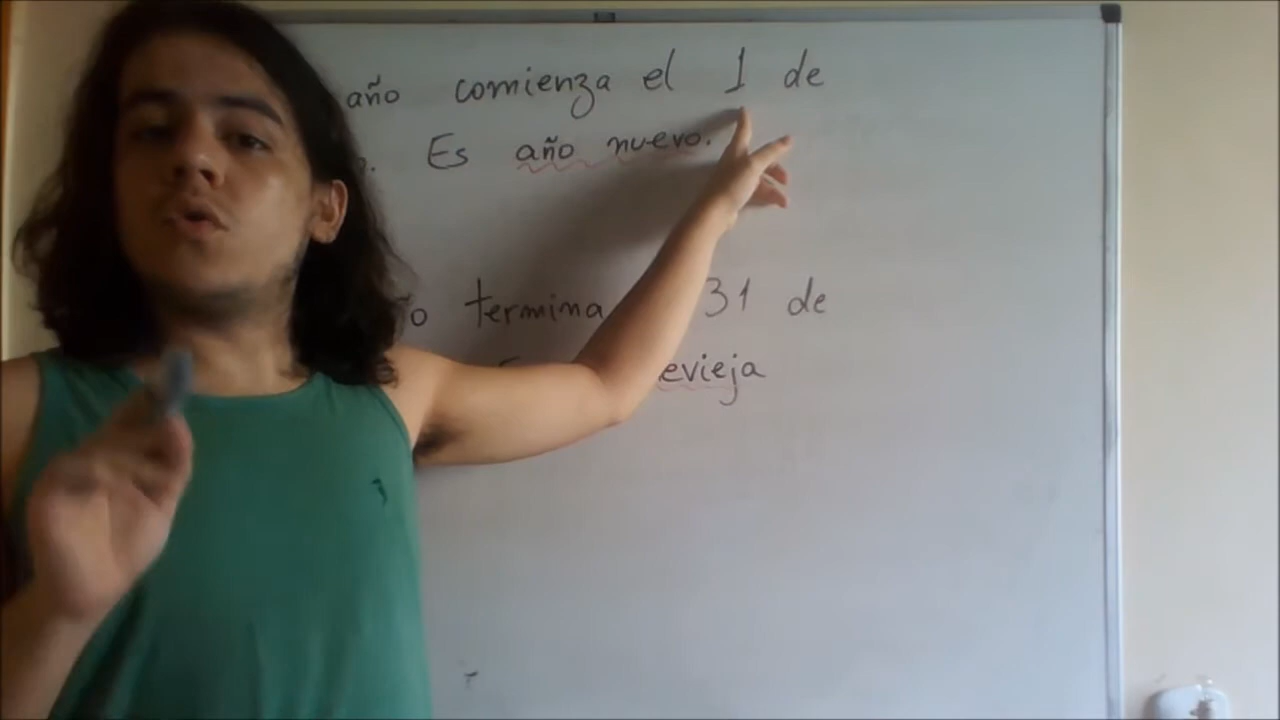 año comienza el 1 de
Es año nuevo.
termina 31 de
evieja